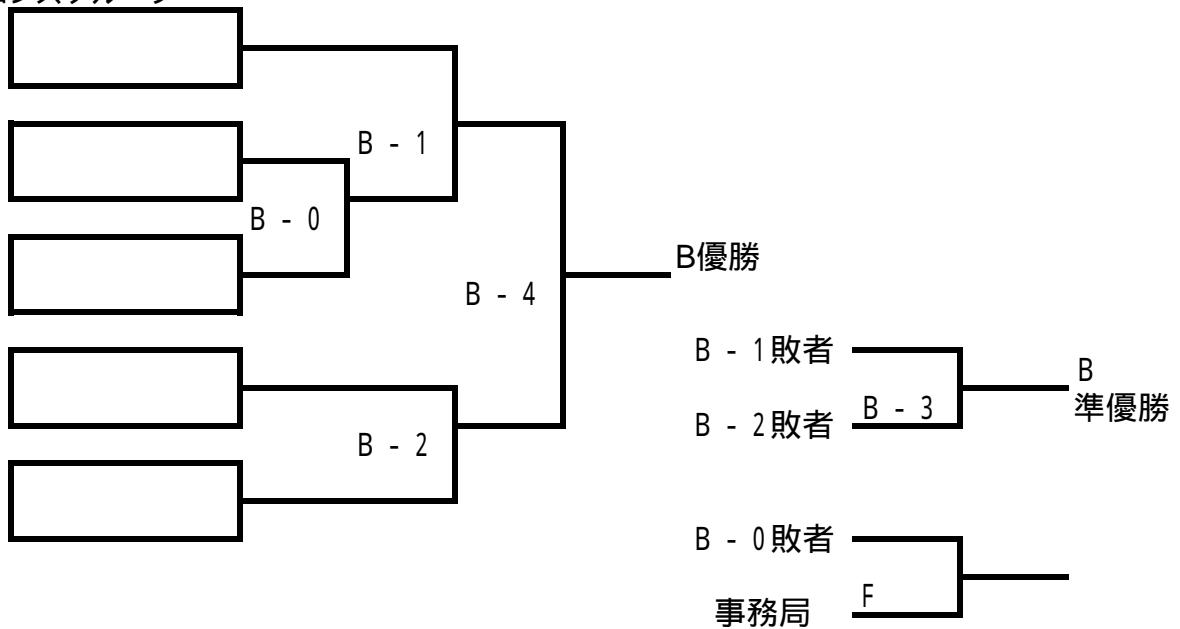 B - 1
B - 0
B優勝
B - 4
B - 1敗者
B - 3
B - 2敗者
B
準優勝
B - 2
B - 0敗者
F
事務局